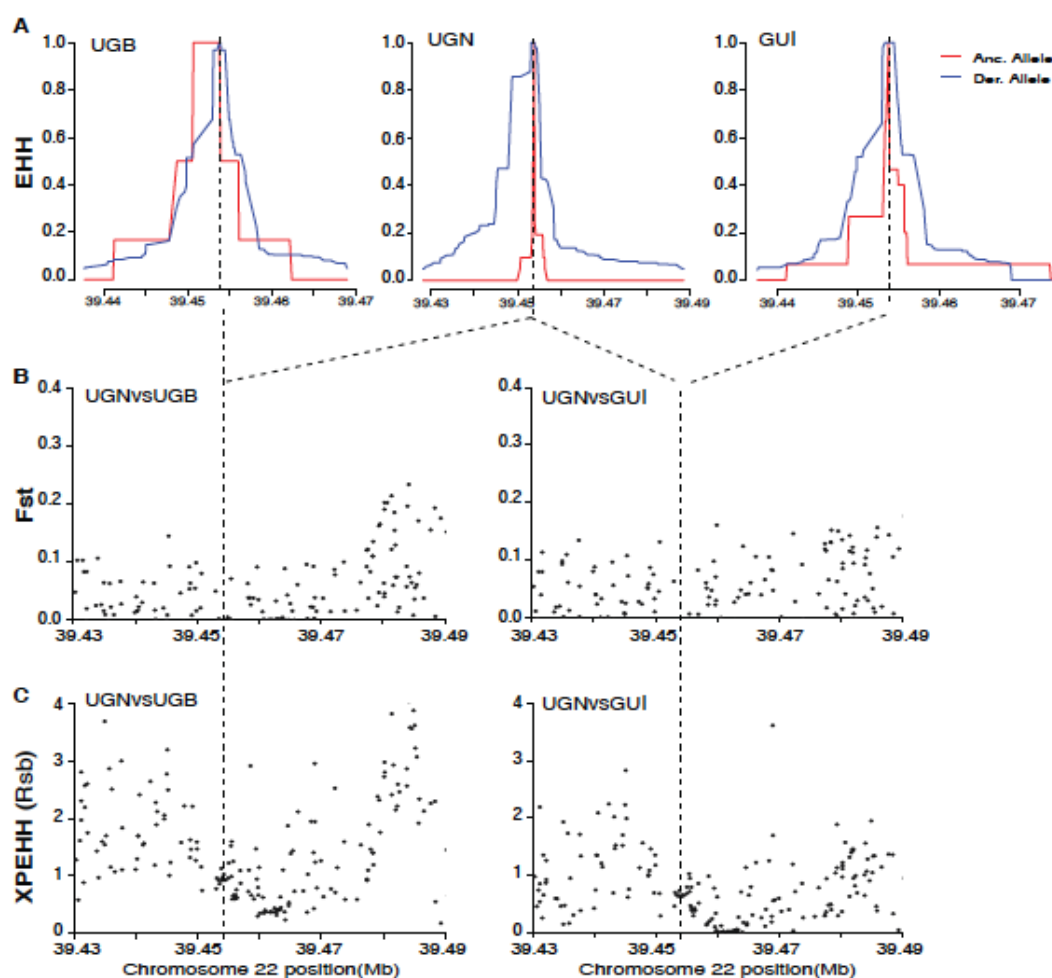 A
UGB
UGN
GUI
Anc. Allele
Der. Allele
EHH
1.0
0.8
0.6
0.4
0.2
0.0
1.0
0.8
0.6
0.4
0.2
0.0
1.0
0.8
0.6
0.4
0.2
0.0
39.44 39.45 39.46 39.47
39.43 39.45 39.47 39.49
39.44 39.45 39.46 39.47
B
UGNvsUGB
UGNvsGUI
Fst
0.4
0.3
0.2
0.1
0.0
0.4
0.3
0.2
0.1
0.0
39.43 39.45 39.47 39.49
39.43 39.45 39.47 39.49
C
UGNvsUGB
UGNvsGUI
XPEHH (Rsb)
4
3
2
1
0
4
3
2
1
0
39.43 39.45 39.47 39.49
39.43 39.45 39.47 39.49
Chromosome 22 position(Mb)
Chromosome 22 position(Mb)